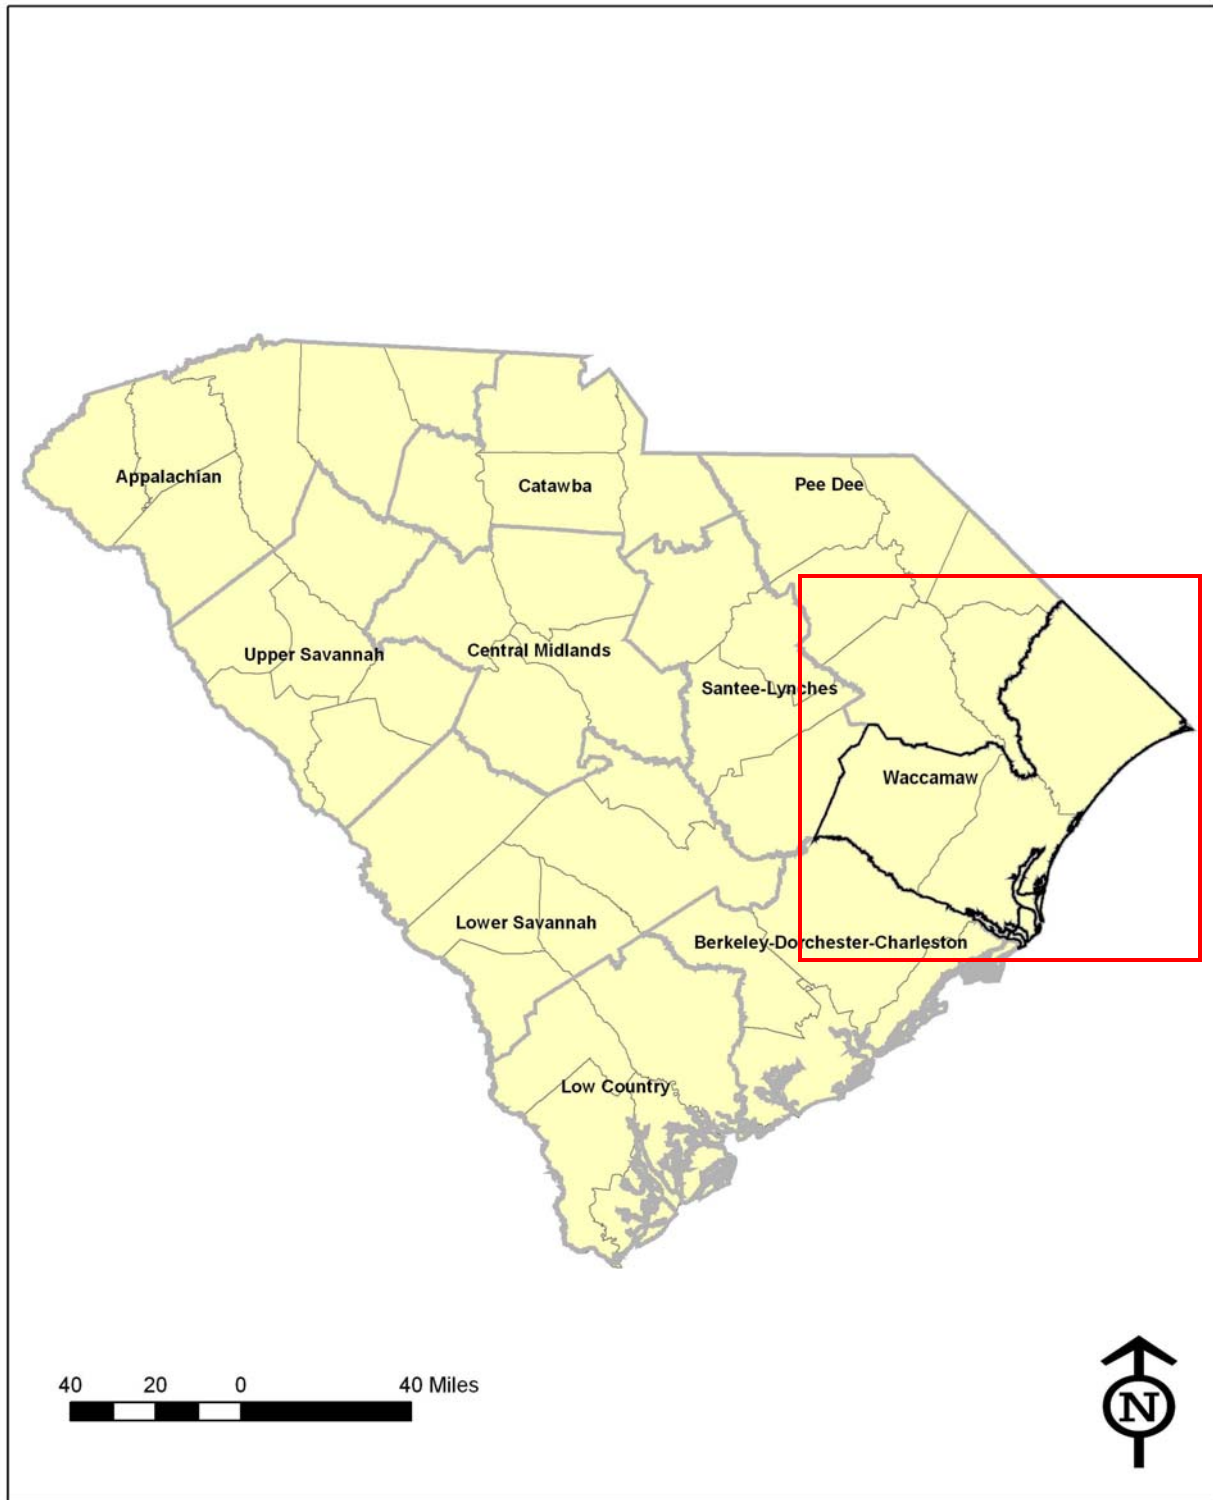 Appalachian
Catawba
Pee Dee
Upper Savannah
Central Midlands
Santee-Lynches
Waccamaw
Lower Savannah
Berkeley-Dorchester-Charleston
Low Country
40 20 0 40 Miles
N